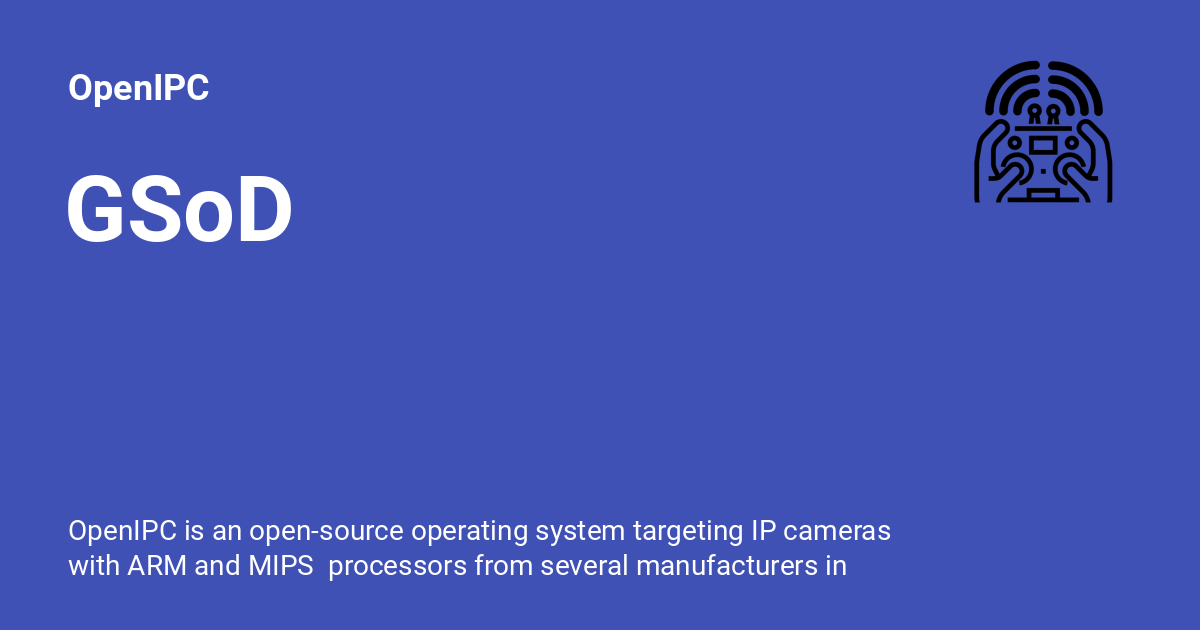 OpenIPC
GSoD
OpenIPC is an open-source operating system targeting IP cameras
with ARM and MIPS  processors from several manufacturers in